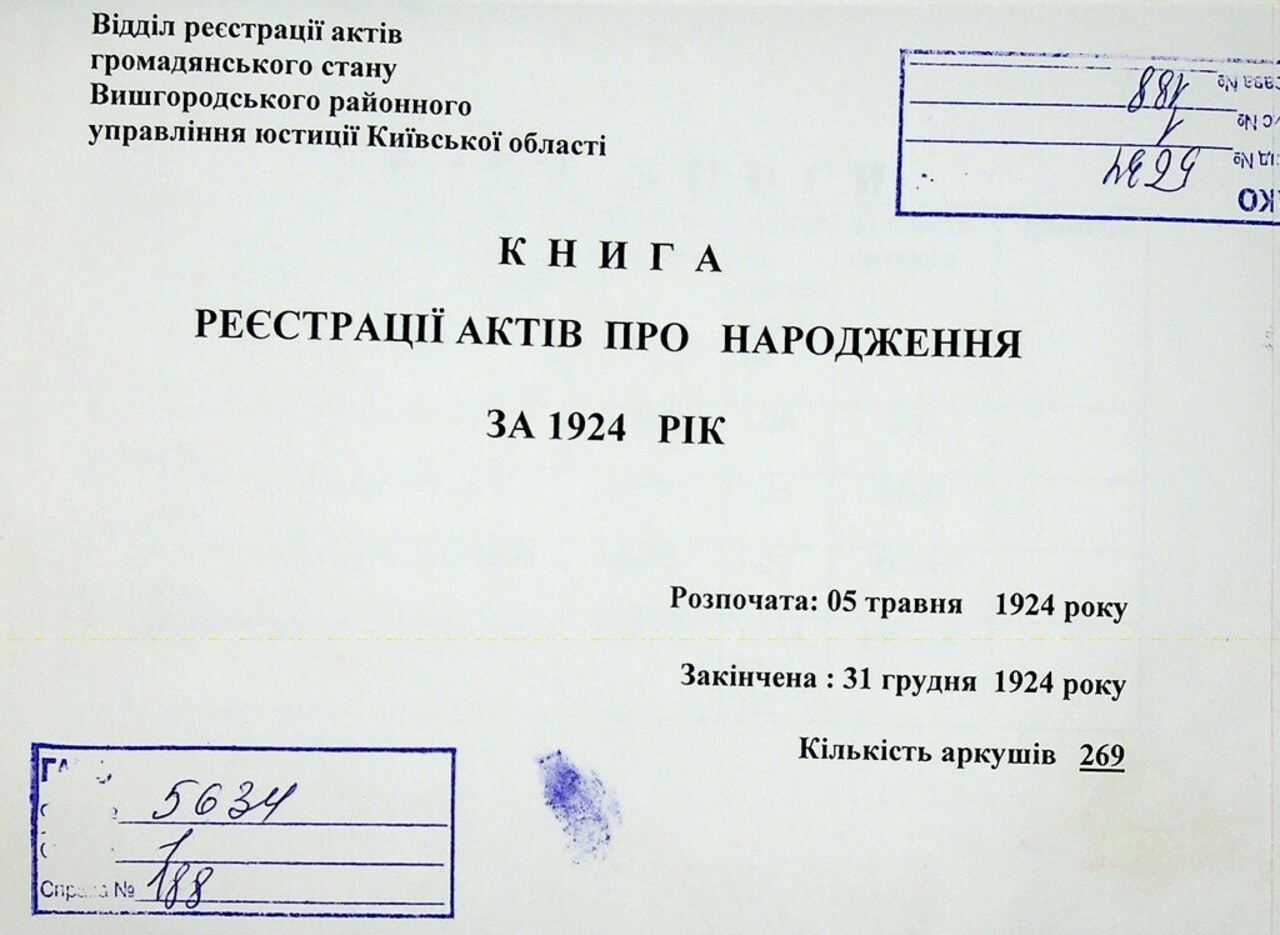 Відділ реєстрації актів
громадянського стану
Вишгородського районного
управління юстиції Київської області
188
1
5634
К Н И Г А
РЕЄСТРАЦІЇ АКТІВ ПРО НАРОДЖЕННЯ
ЗА 1924 РІК
Розпочата: 05 травня 1924 року
Закінчена : 31 грудня 1924 року
Кількість аркушів 269
5634
1
Справа № 188